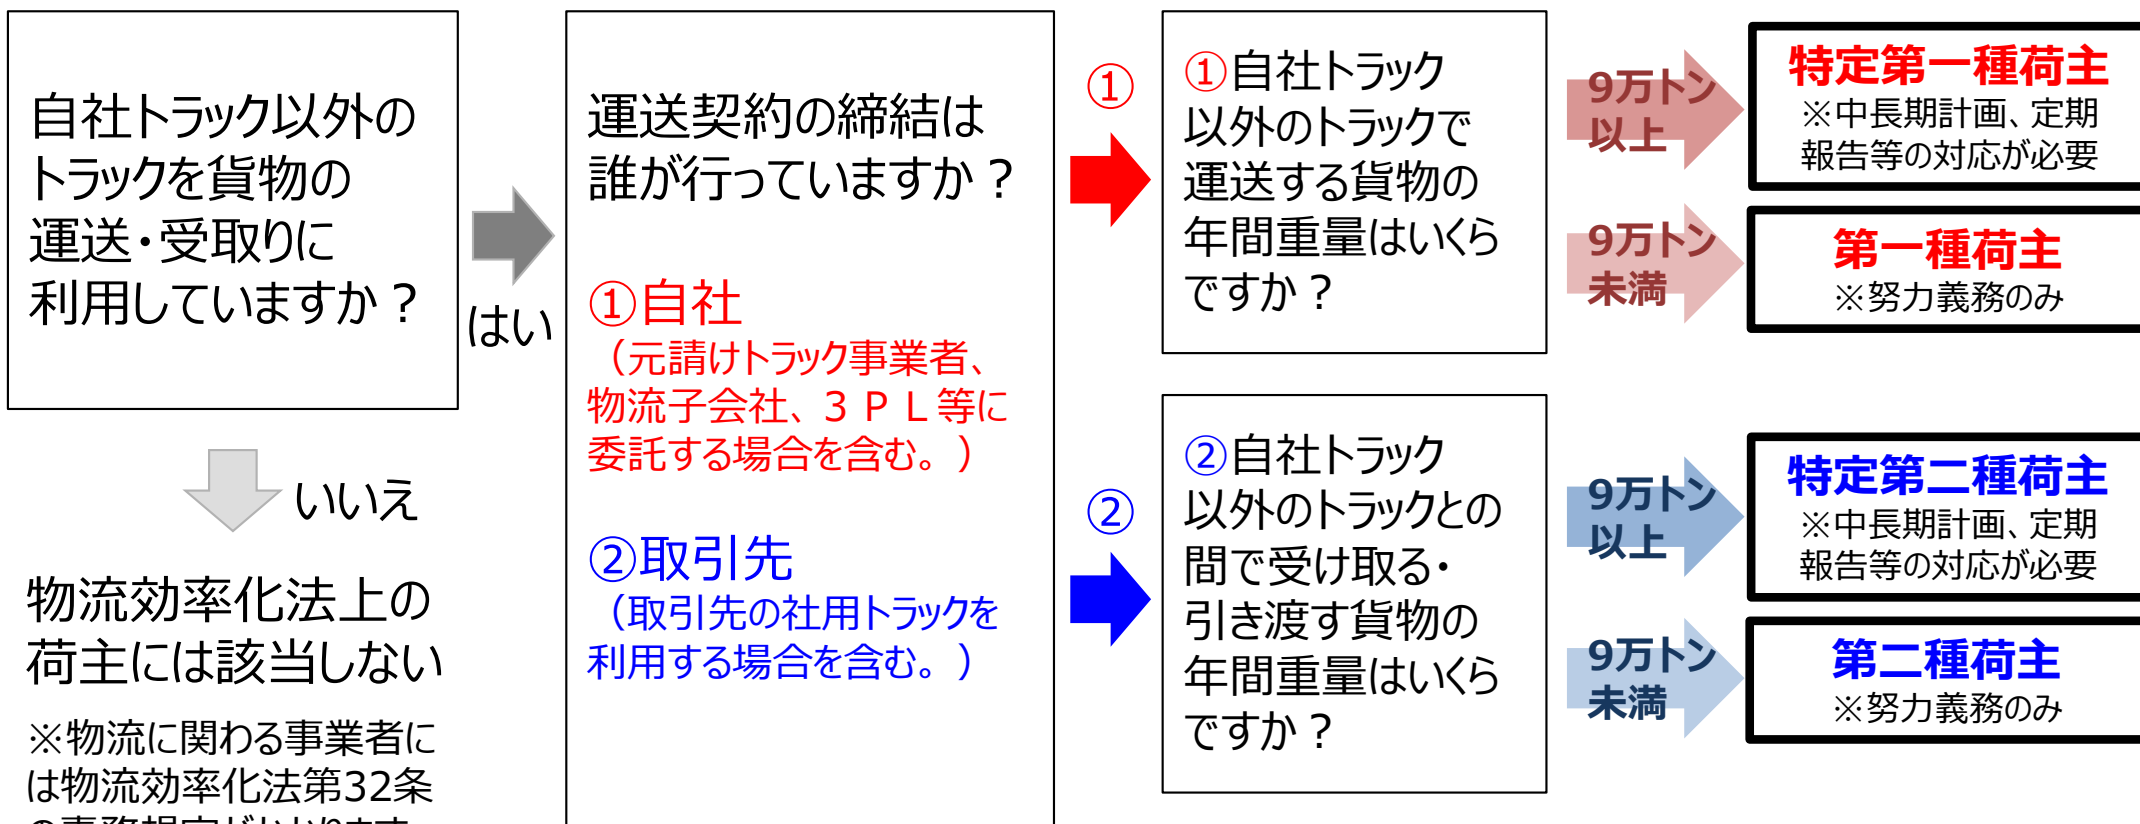 自社トラック以外の
トラックを貨物の
運送・受取りに
利用していますか？
はい
いいえ
物流効率化法上の
荷主には該当しない
※物流に関わる事業者に
は物流効率化法第32条
運送契約の締結は
誰が行っていますか？
①自社
（元請けトラック事業者、
物流子会社、３ＰＬ等に
委託する場合を含む。）
②取引先
（取引先の社用トラックを
利用する場合を含む。）
①
①自社トラック
以外のトラックで
運送する貨物の
年間重量はいくら
ですか？
9万トン
以上
特定第一種荷主
※中長期計画、定期
報告等の対応が必要
9万トン
未満
第一種荷主
※努力義務のみ
②
②自社トラック
以外のトラックとの
間で受け取る・
引き渡す貨物の
年間重量はいくら
ですか？
9万トン
以上
特定第二種荷主
※中長期計画、定期
報告等の対応が必要
9万トン
未満
第二種荷主
※努力義務のみ